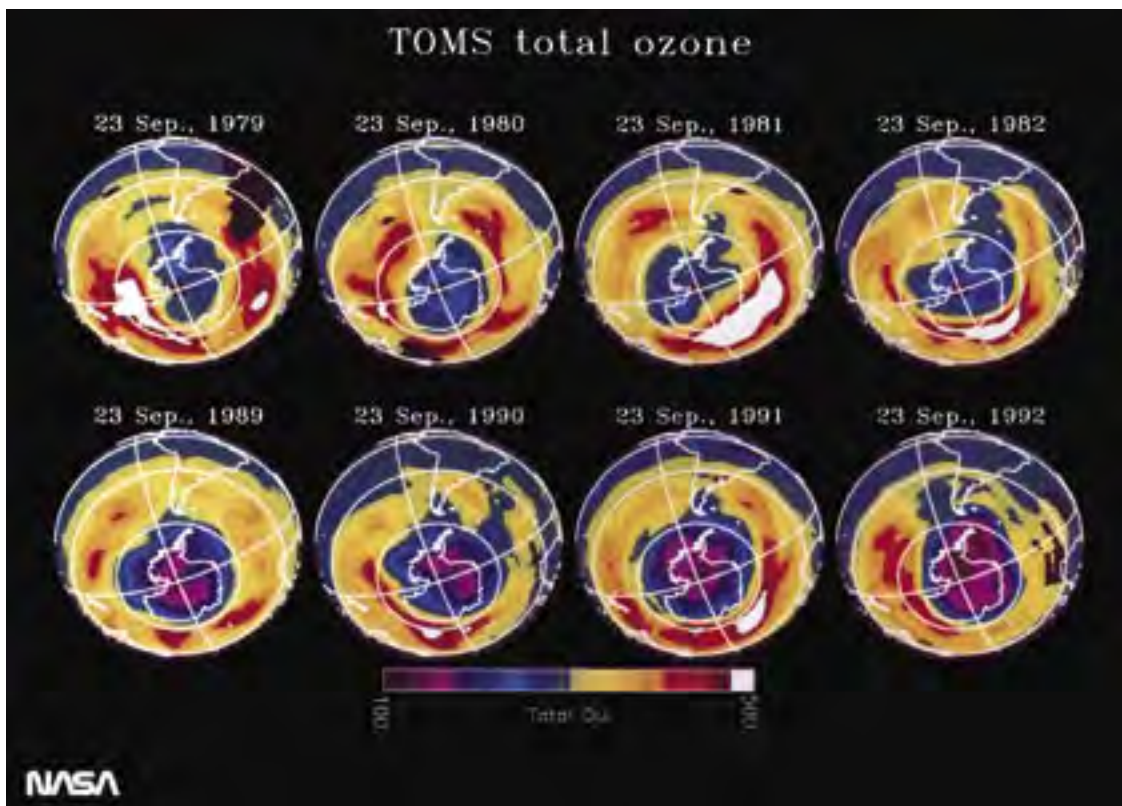 TOMS total ozone
23 Sep., 1979
23 Sep., 1980
23 Sep., 1981
23 Sep., 1982
23 Sep., 1989
23 Sep., 1990
23 Sep., 1991
23 Sep., 1992
100
500
Total
NASA